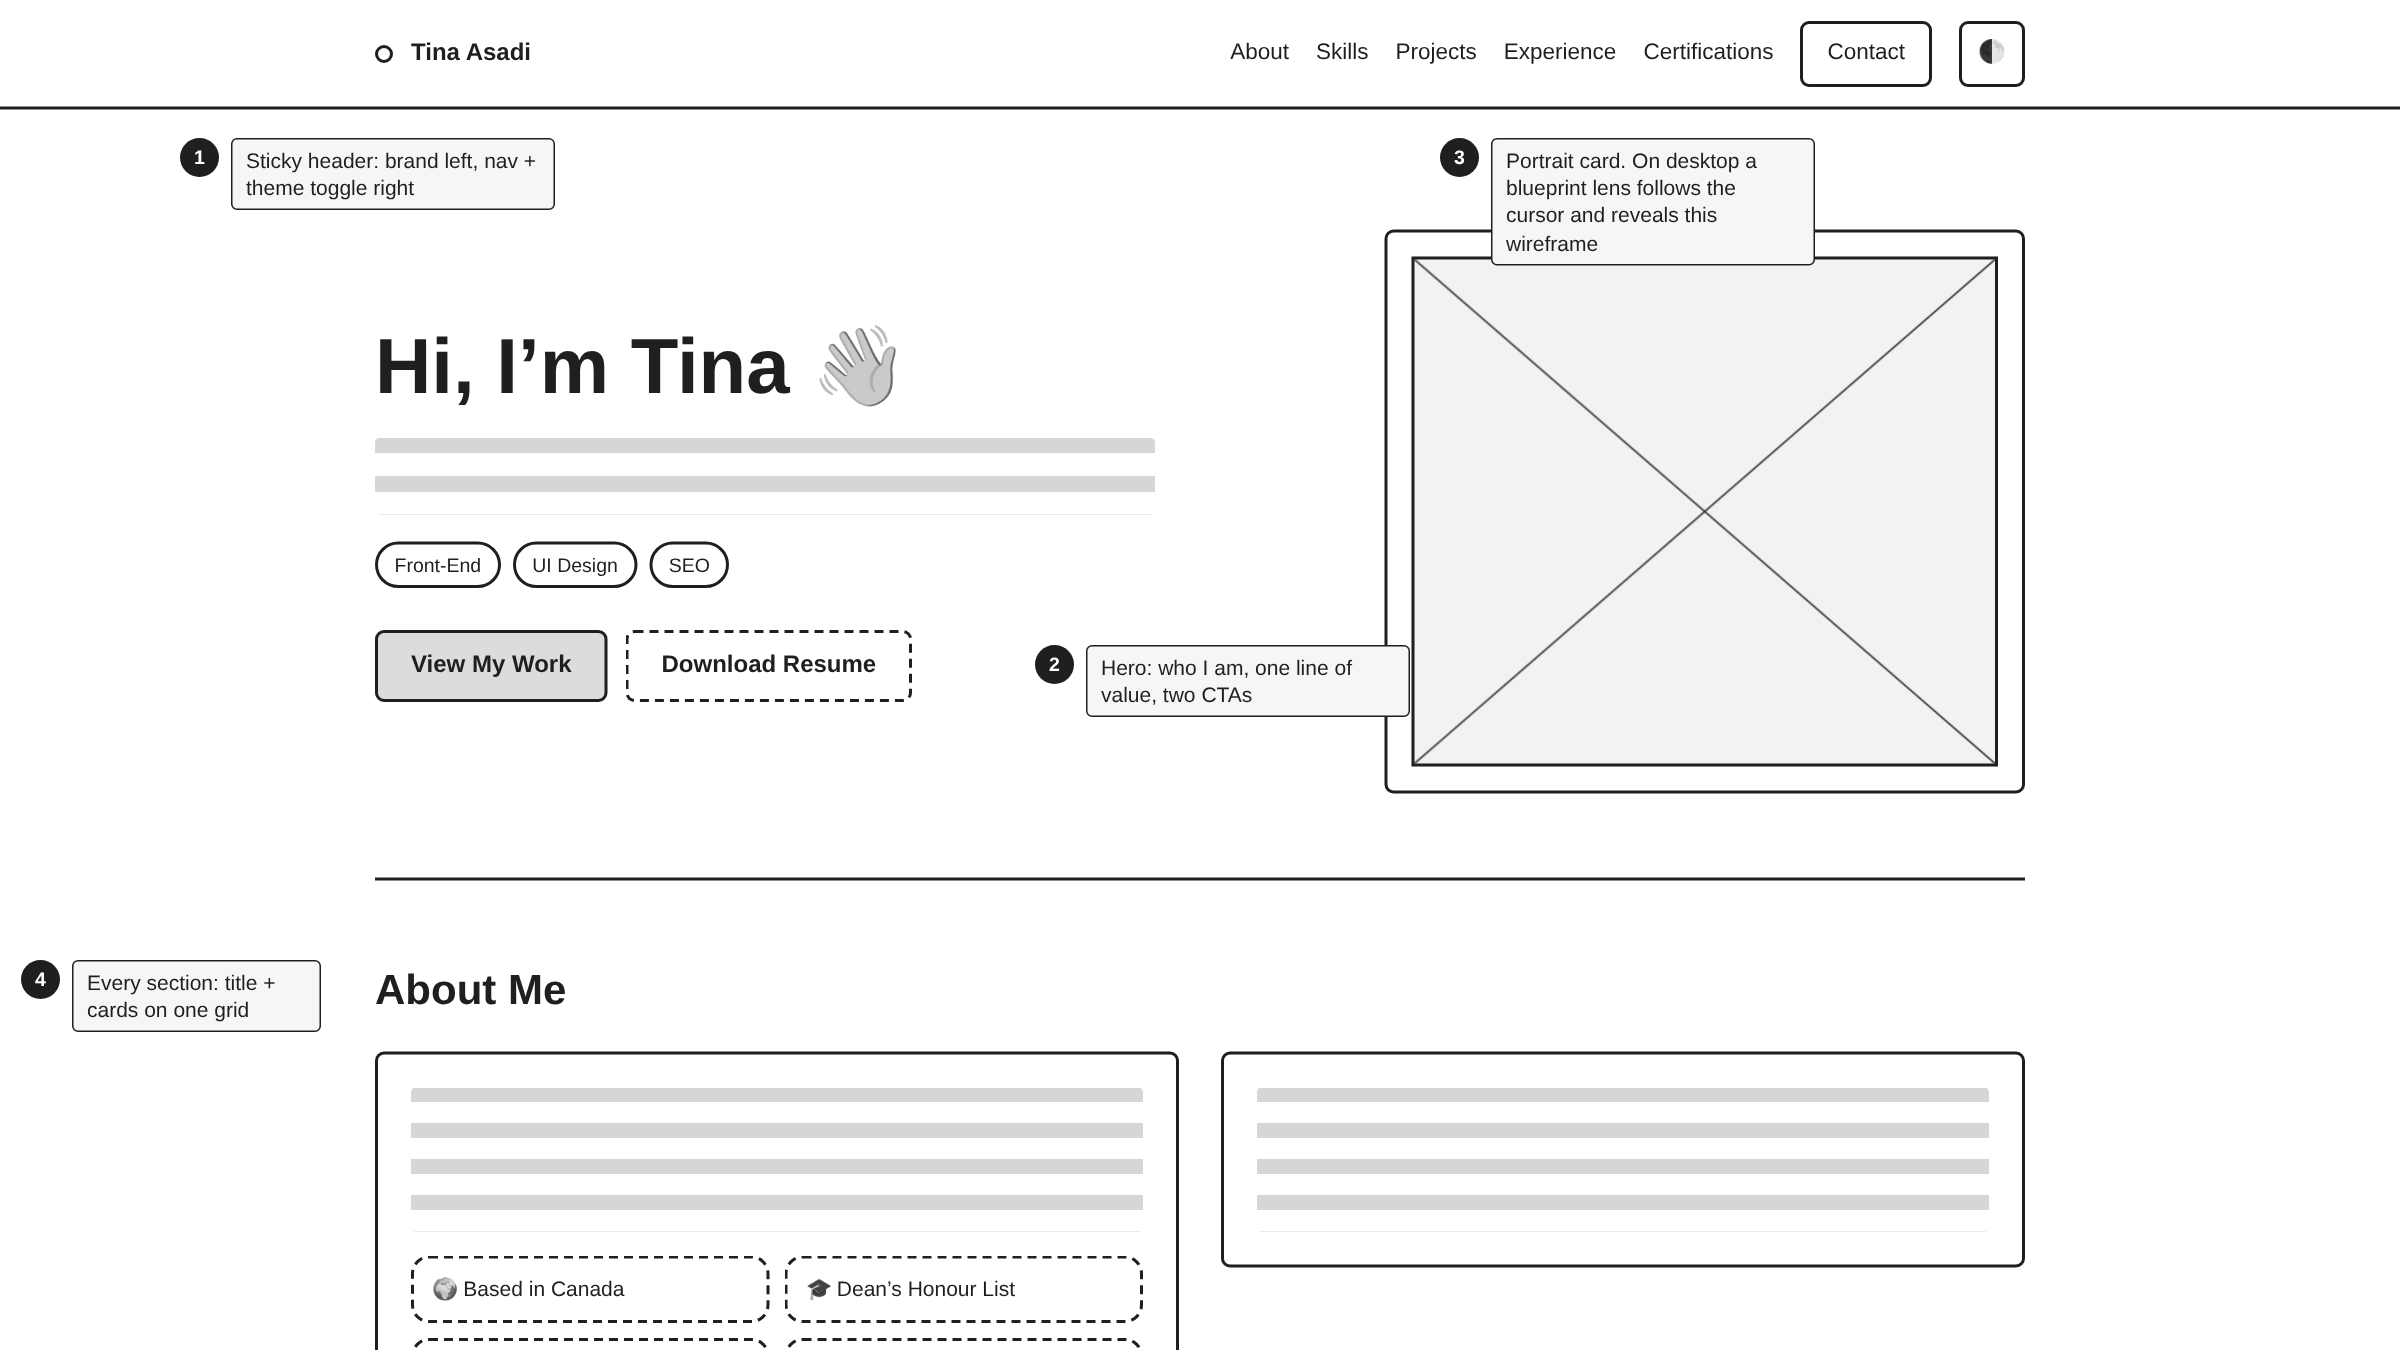 Tina Asadi
About Skills Projects Experience Certifications Contact
1
Sticky header: brand left, nav +
theme toggle right
3
Portrait card. On desktop a
blueprint lens follows the
cursor and reveals this
wireframe
Hi, I’m Tina 👋
Front-End UI Design SEO
View My Work Download Resume
2
Hero: who I am, one line of
value, two CTAs
4
Every section: title +
cards on one grid
About Me
🌍 Based in Canada
🎓 Dean’s Honour List